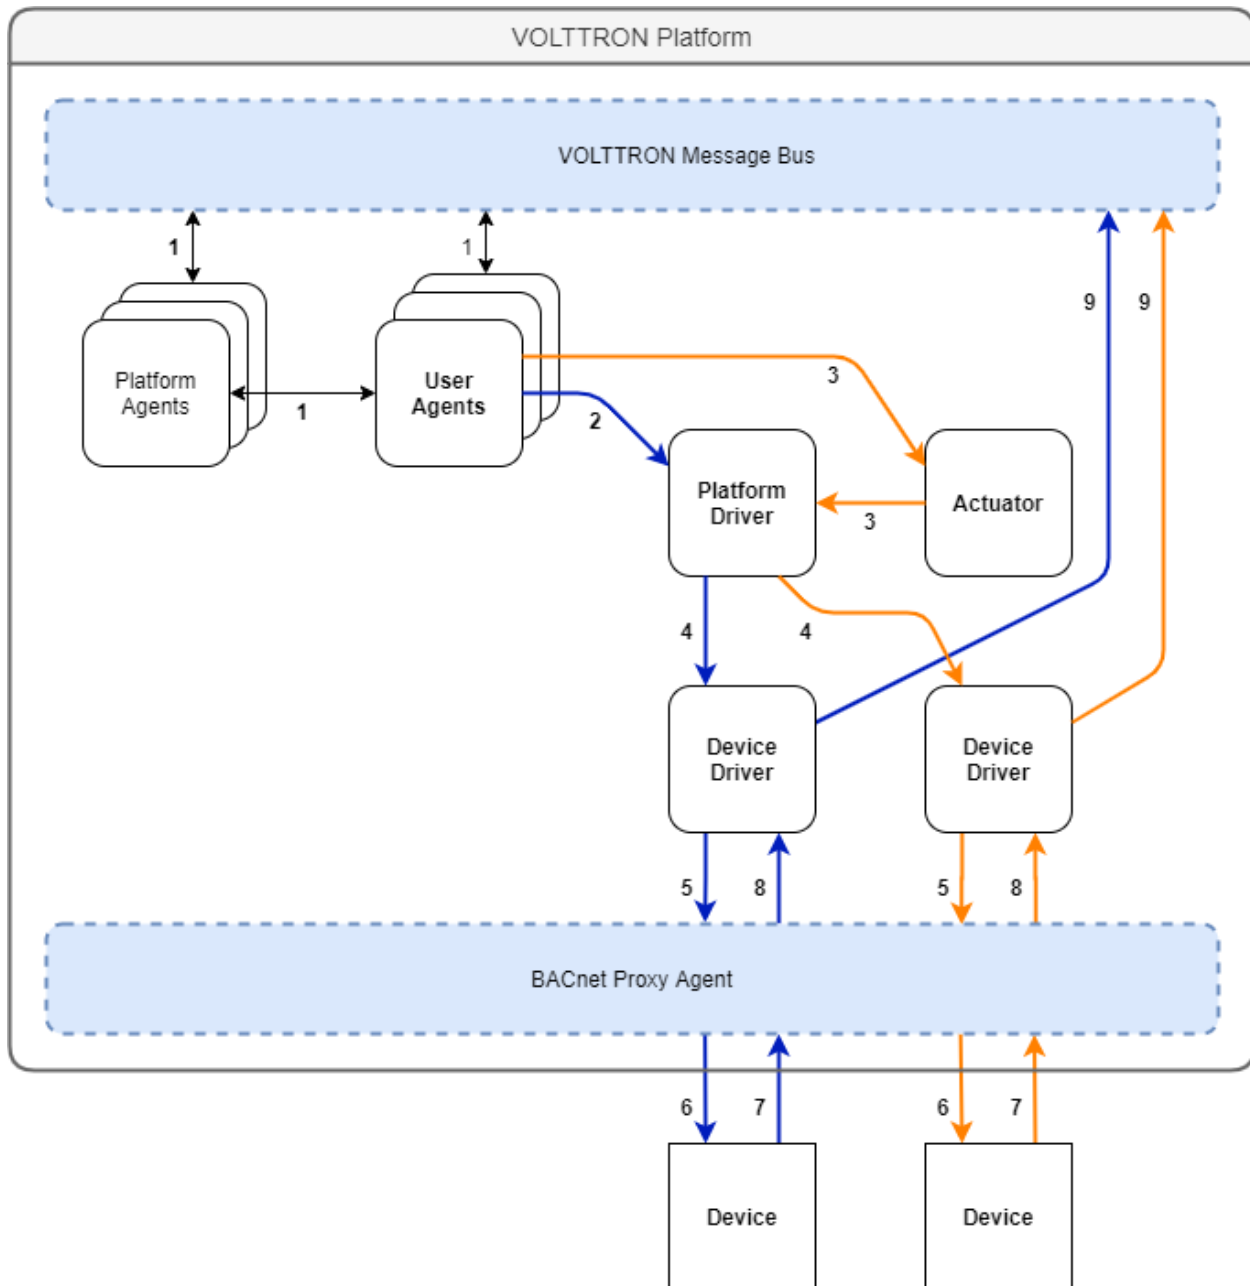 VOLTTRON Platform
VOLTTRON Message Bus
1
1
9
9
Platform
Agents
1
User
Agents
2
3
Platform
Driver
3
Actuator
4
4
Device
Driver
Device
Driver
5
8
5
8
BACnet Proxy Agent
6
7
6
7
Device
Device